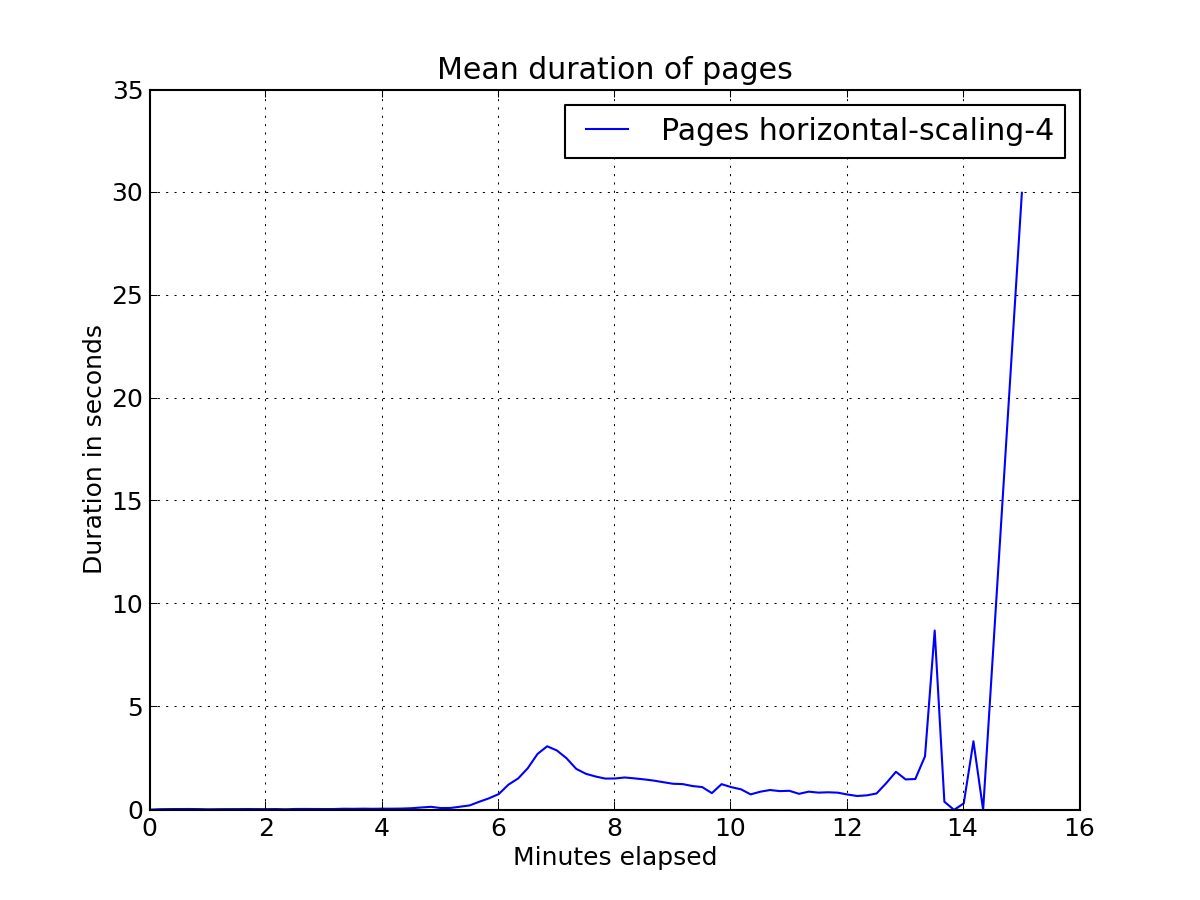 Mean duration of pages
Pages horizontal-scaling-4
35
30
25
20
15
10
5
0
Duration in seconds
0 2 4 6 8 10 12 14 16
Minutes elapsed